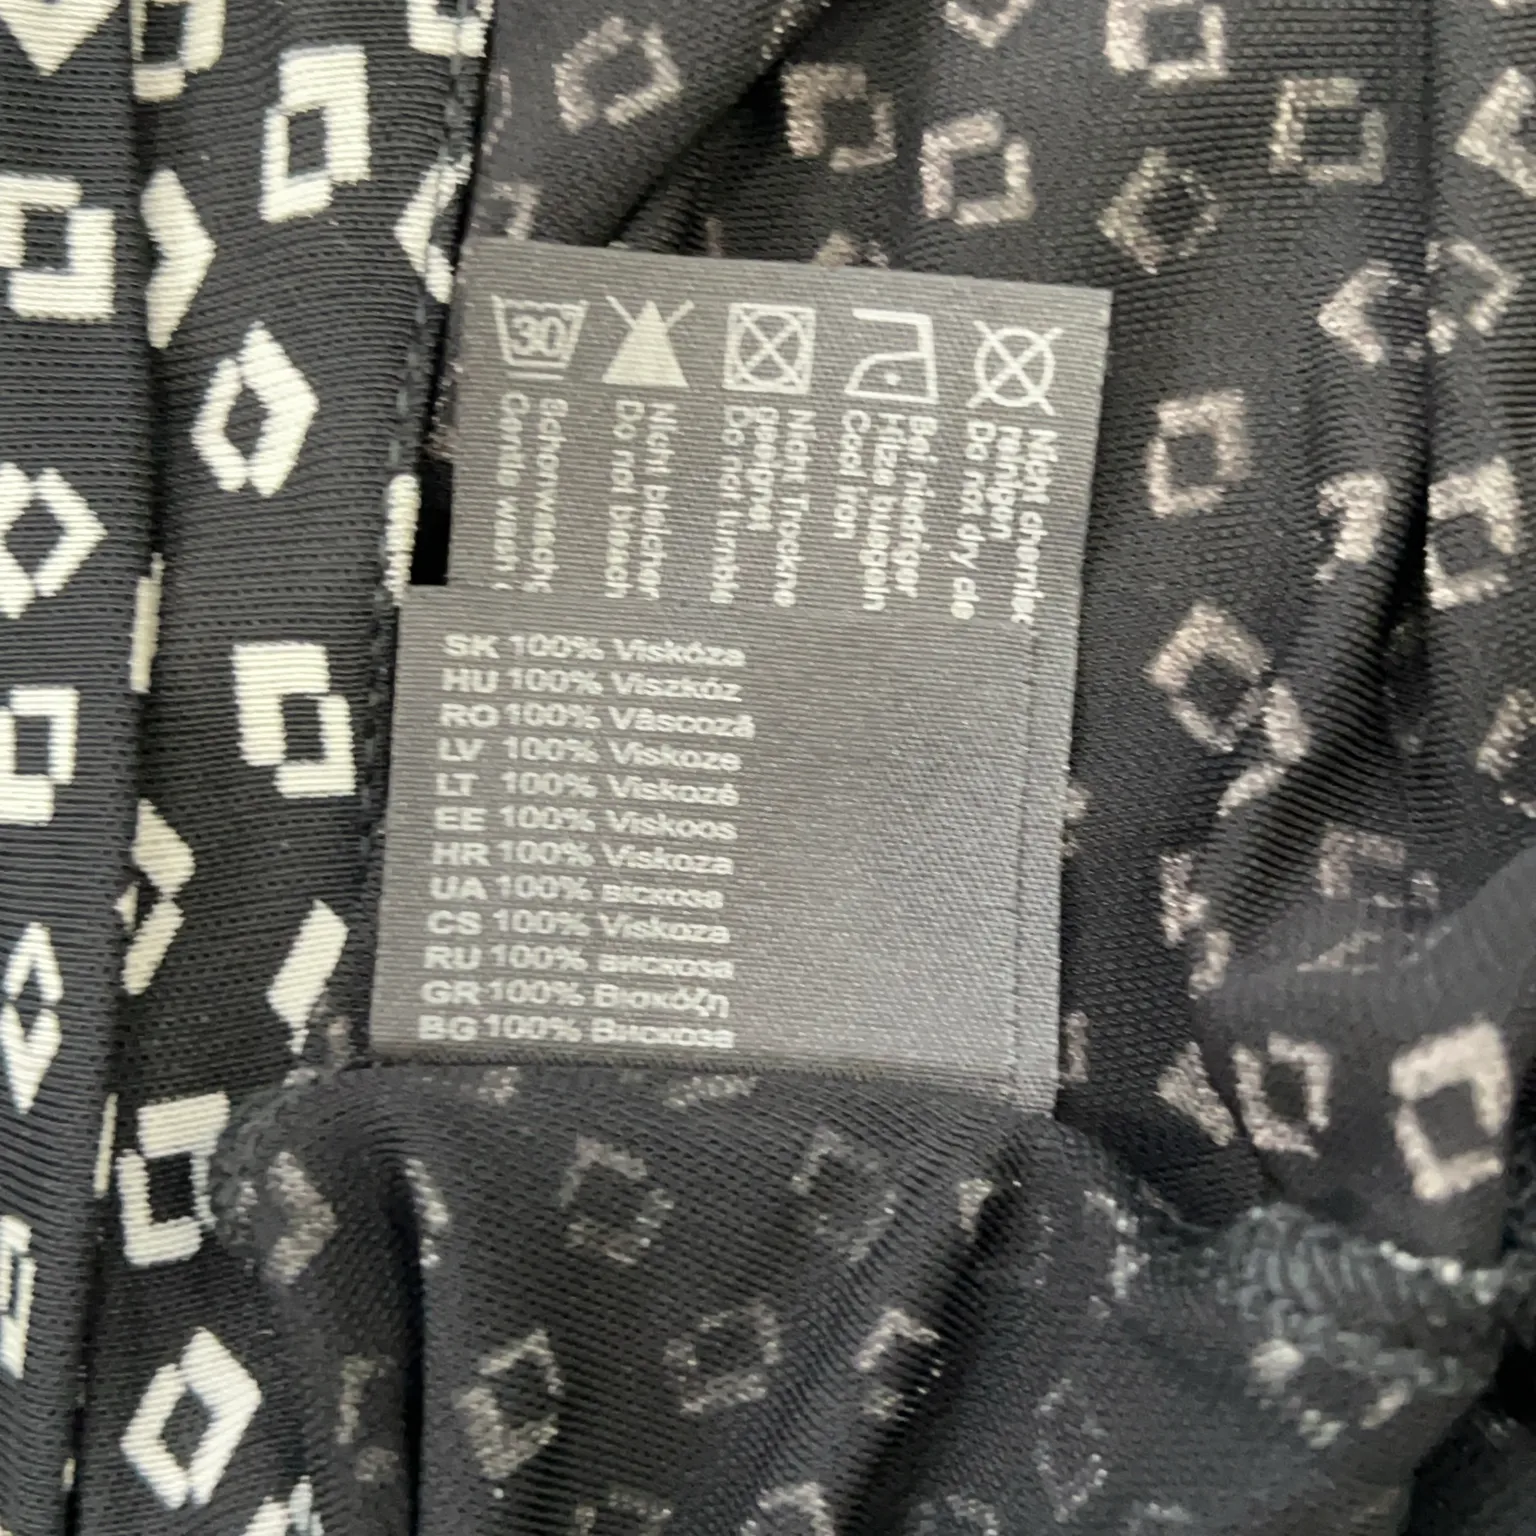 30
Schonwasch
Gentle wash
Nicht bleichen
Do not bleach
Nicht Trockne
geeignet
Do not tumble
Bei niedriger
Hitze buegeln
Cool iron
Nicht chemisc
reinigen
Do not dry cle
SK 100% Viskóza
HU 100% Viszkóz
RO 100% Vâscoză
LV 100% Viskoze
LT 100% Viskozė
EE 100% Viskoos
HR 100% Viskoza
UA 100% віскоза
CS 100% Viskoza
RU 100% вискоза
GR 100% Βισκόζη
BG 100% Вискоза